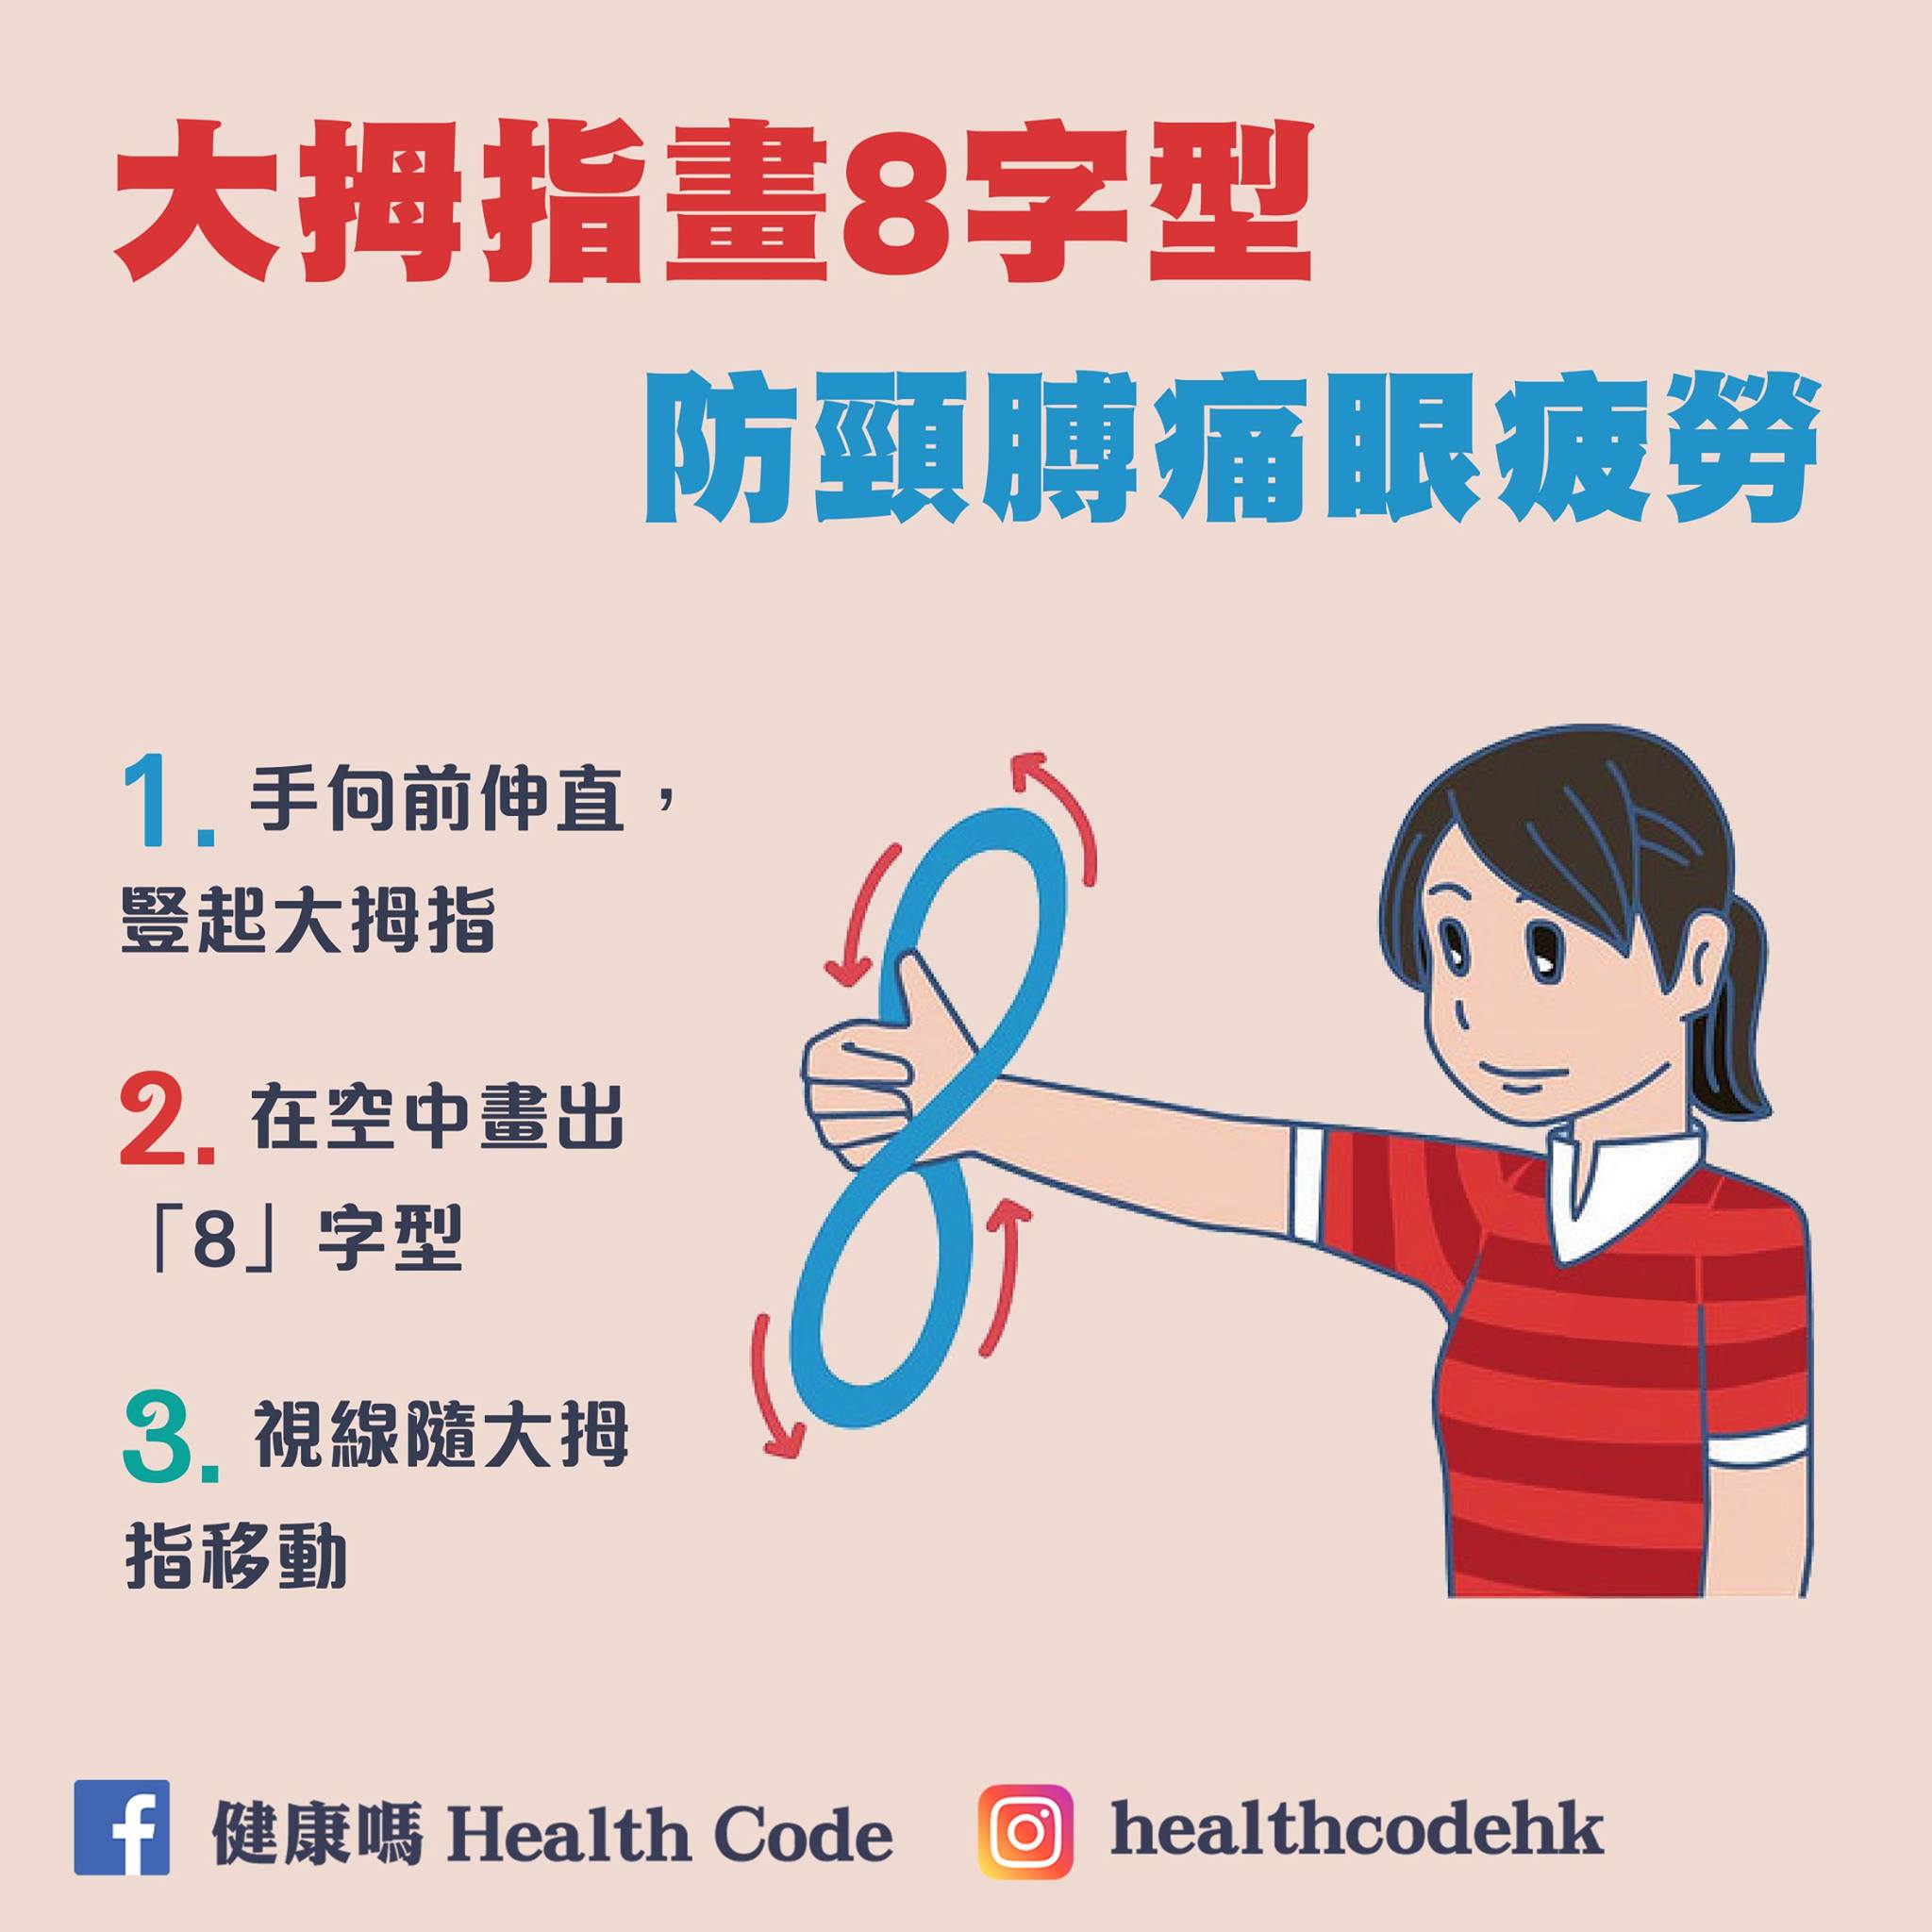 大拇指畫8字型
防頸膊痛眼疲勞
1. 手向前伸直，
豎起大拇指
2. 在空中畫出
「8」字型
3. 視線隨大拇
指移動
健康嗎 Health Code
healthcodehk